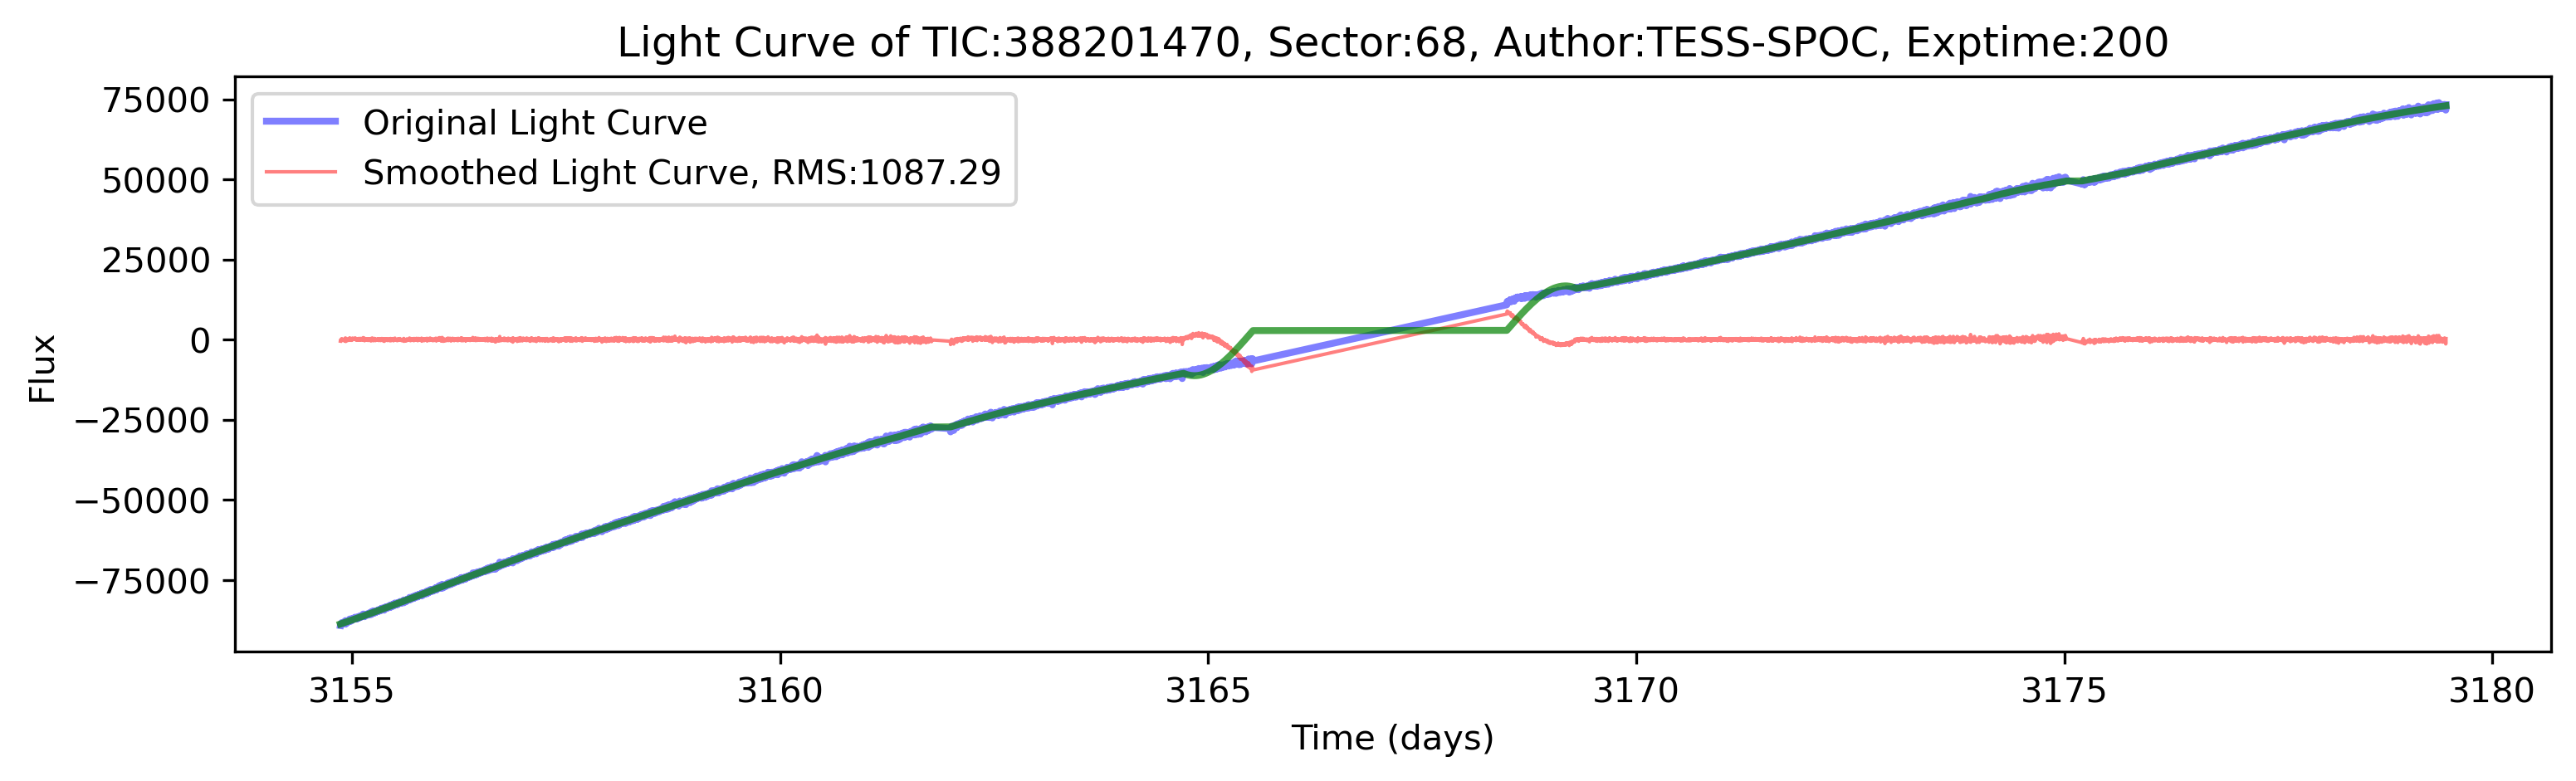 Light Curve of TIC:388201470, Sector:68, Author:TESS-SPOC, Exptime:200
Original Light Curve
Smoothed Light Curve, RMS:1087.29
Flux
75000
50000
25000
0
−25000
−50000
−75000
3155 3160 3165 3170 3175 3180
Time (days)